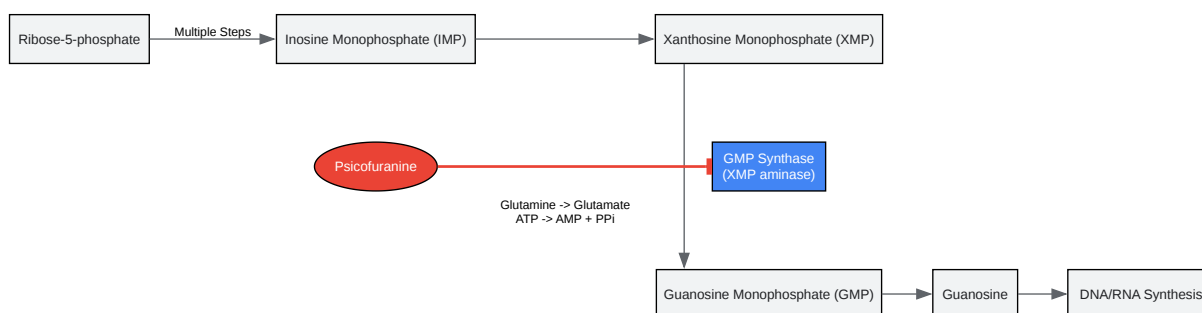 Ribose-5-phosphate
Multiple Steps
Inosine Monophosphate (IMP)
Xanthosine Monophosphate (XMP)
Psicofuranine
GMP Synthase
(XMP aminase)
Glutamine -> Glutamate
ATP -> AMP + PPi
Guanosine Monophosphate (GMP)
Guanosine
DNA/RNA Synthesis